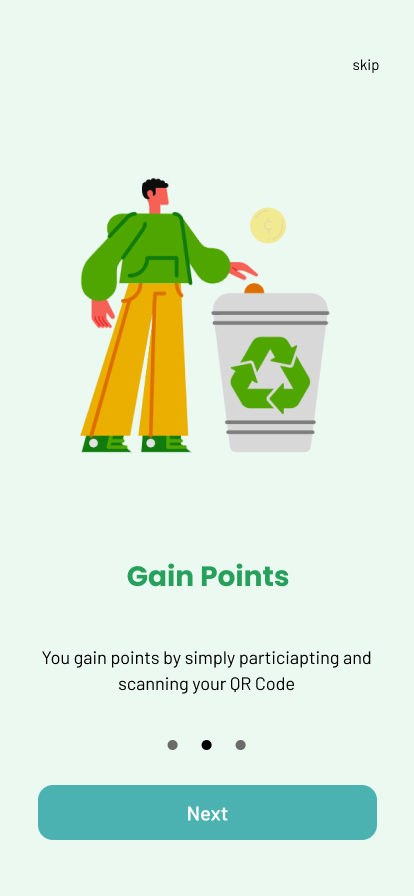 skip
Gain Points
You gain points by simply particiapting and
scanning your QR Code
Next